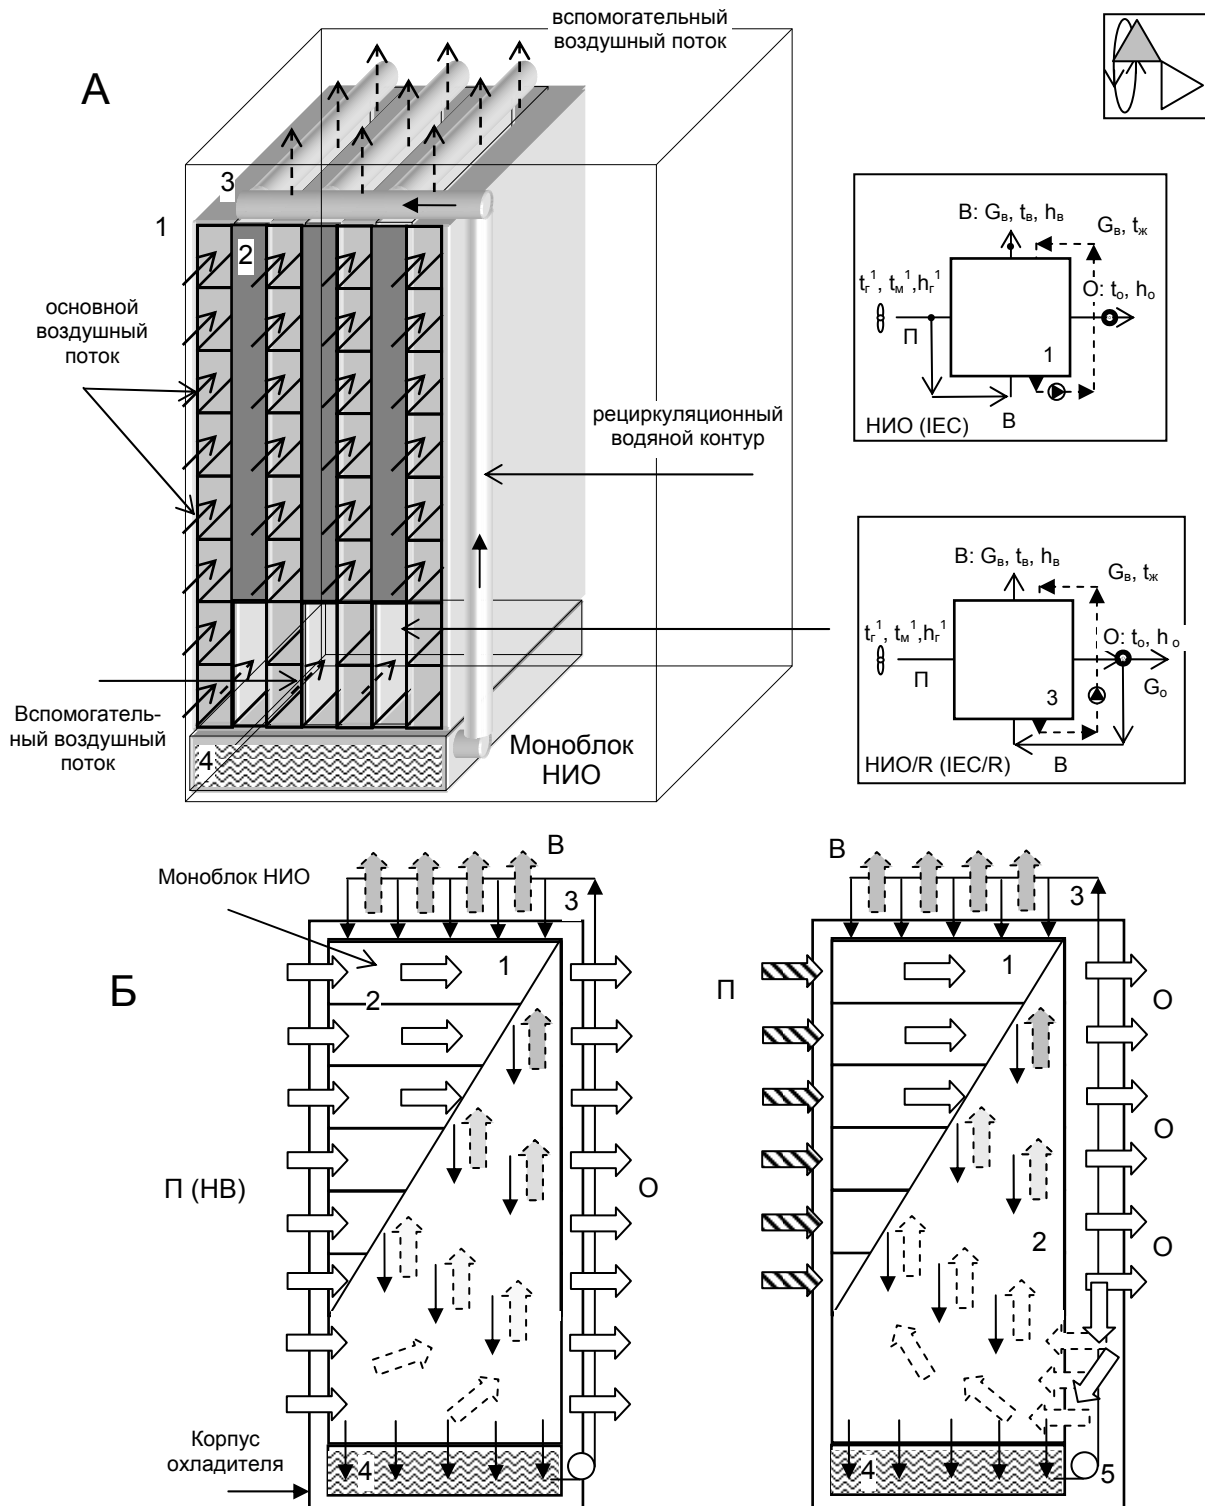 вспомогательный
воздушный поток
А
3
1
2
основной
воздушный
поток
рециркуляционный
водяной контур
Вспомогатель-
ный воздушный
поток
4
Моноблок
НИО
В: Gв, tв, hв
Gв, tж
tг¹, tм¹,hг¹
О: tо, hо
П
1
В
НИО (IEC)
В: Gв, tв, hв
Gв, tж
tг¹, tм¹,hг¹
О: tо, hо
П
Gо
3
В
НИО/R (IEC/R)
В
Моноблок НИО
3
1
2
Б
П (НВ)
О
Корпус
охладителя
4
В
3
1
П
О
О
2
О
4
5